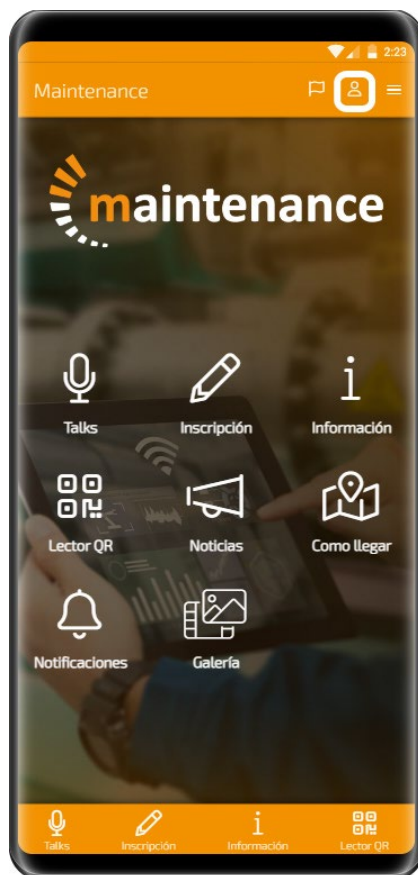 2:23
Maintenance
maintenance
Talks Inscripción Información
Lector QR Noticias Como llegar
Notificaciones Galería
Talks Inscripción Información Lector QR